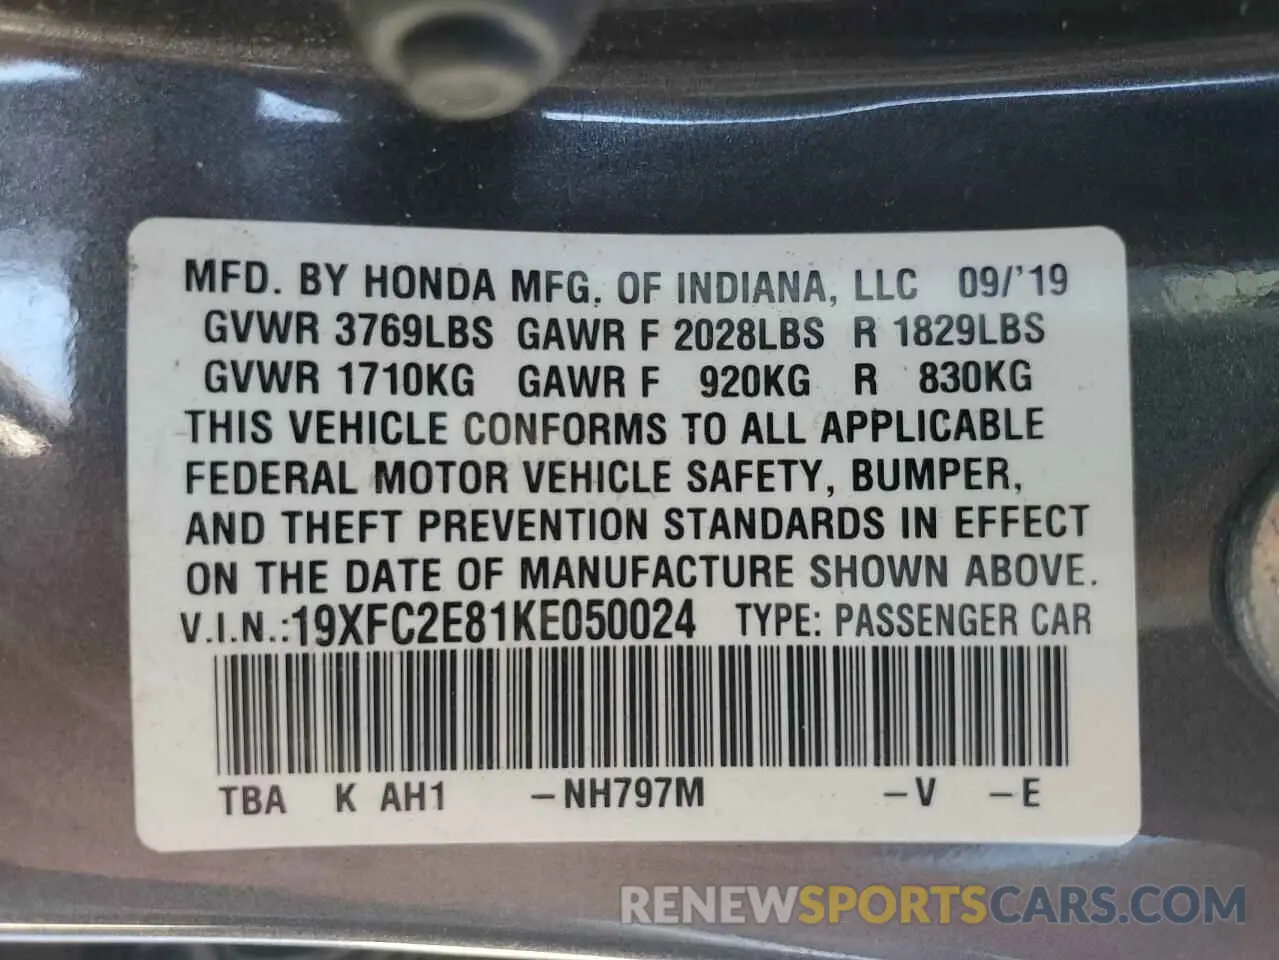 MFD. BY HONDA MFG. OF INDIANA, LLC 09/'19
GVWR 3769LBS GAWR F 2028LBS R 1829LBS
GVWR 1710KG GAWR F 920KG R 830KG
THIS VEHICLE CONFORMS TO ALL APPLICABLE
FEDERAL MOTOR VEHICLE SAFETY, BUMPER,
AND THEFT PREVENTION STANDARDS IN EFFECT
ON THE DATE OF MANUFACTURE SHOWN ABOVE.
V.I.N.:19XFC2E81KE050024 TYPE: PASSENGER CAR
TBA K AH1 –NH797M –V –E
RENEWSPORTSCARS.COM